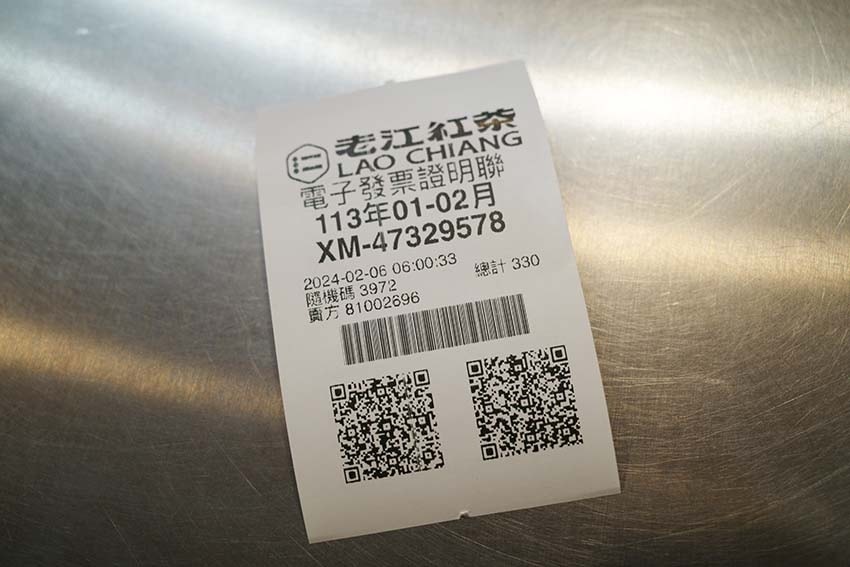 老江紅茶
LAO CHIANG
電子發票證明聯
113年01-02月
XM-47329578
2024-02-06 06:00:33
隨機碼 3972 總計 330
賣方 81002696